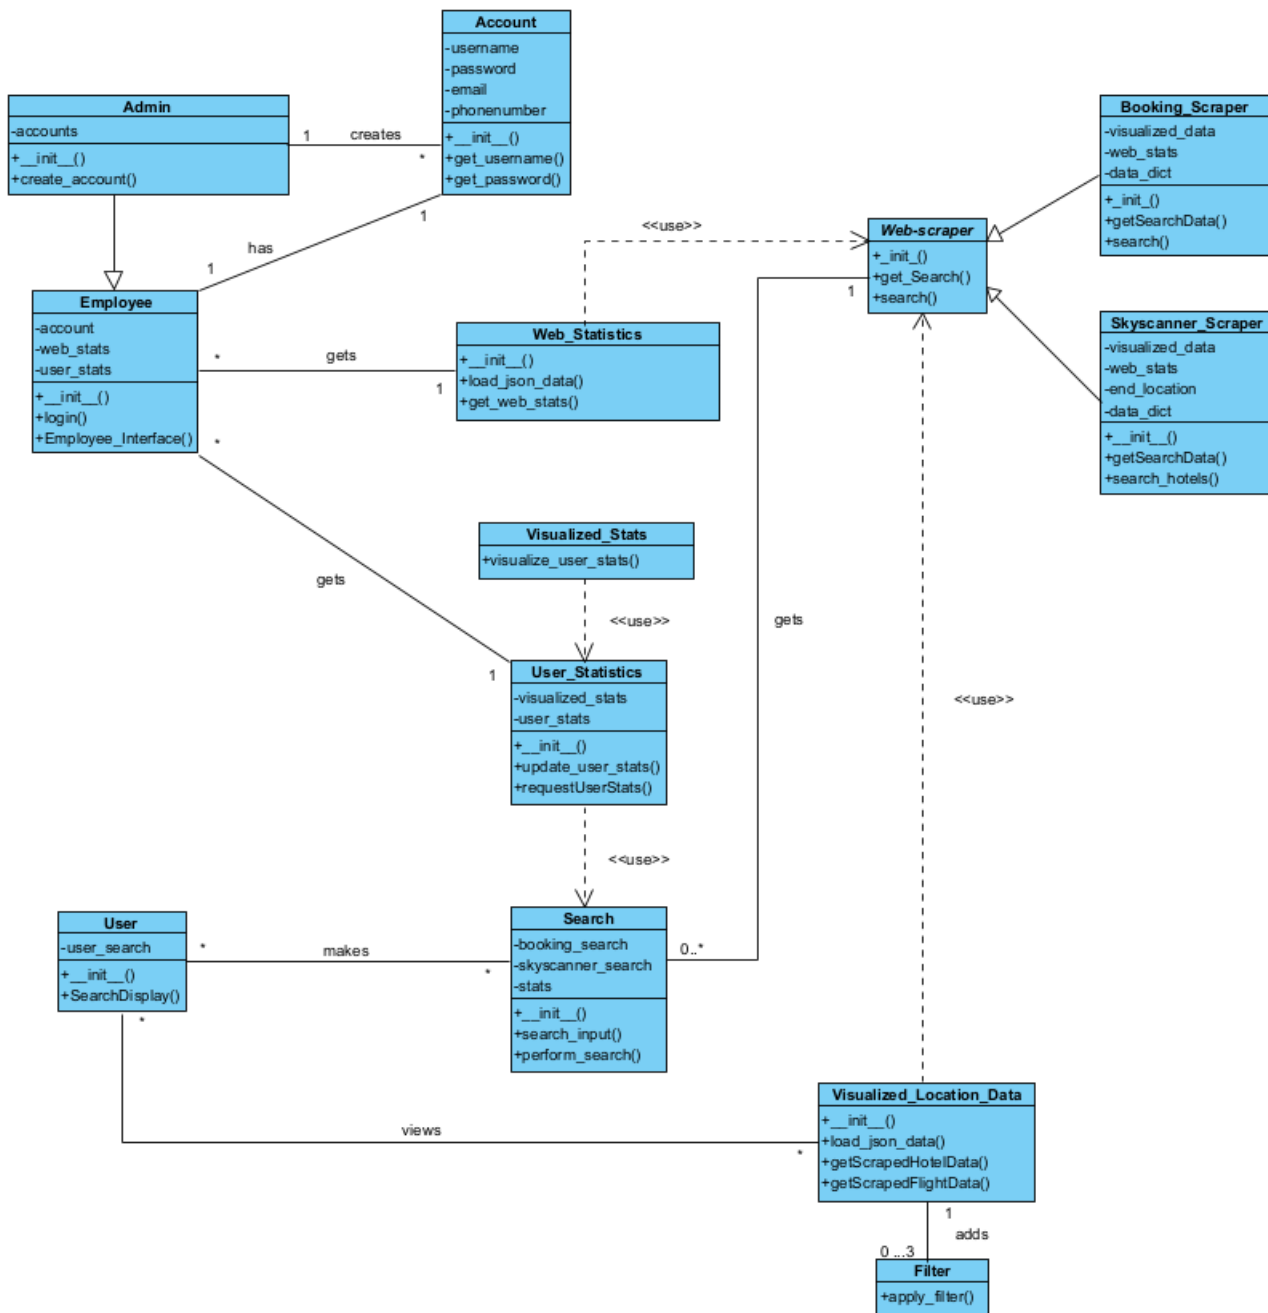 Account
-username
-password
-email
-phonenumber
+__init__()
+get_username()
+get_password()
Admin
-accounts
+__init__()
+create_account()
1
creates
*
1
has
1
Employee
-account
-web_stats
-user_stats
+__init__()
+login()
+Employee_Interface()
*
gets
1
Web_Statistics
+__init__()
+load_json_data()
+get_web_stats()
<<use>>
Web-scraper
+_init_()
+get_Search()
+search()
1
Booking_Scraper
-visualized_data
-web_stats
-data_dict
+_init_()
+getSearchData()
+search()
Skyscanner_Scraper
-visualized_data
-web_stats
-end_location
-data_dict
+__init__()
+getSearchData()
+search_hotels()
*
gets
1
Visualized_Stats
+visualize_user_stats()
<<use>>
gets
User_Statistics
-visualized_stats
-user_stats
+__init__()
+update_user_stats()
+requestUserStats()
<<use>>
<<use>>
User
-user_search
+__init__()
+SearchDisplay()
*
makes
*
Search
-booking_search
-skyscanner_search
-stats
+__init__()
+search_input()
+perform_search()
0..*
*
views
*
Visualized_Location_Data
+__init__()
+load_json_data()
+getScrapedHotelData()
+getScrapedFlightData()
1
adds
0 ...3
Filter
+apply_filter()